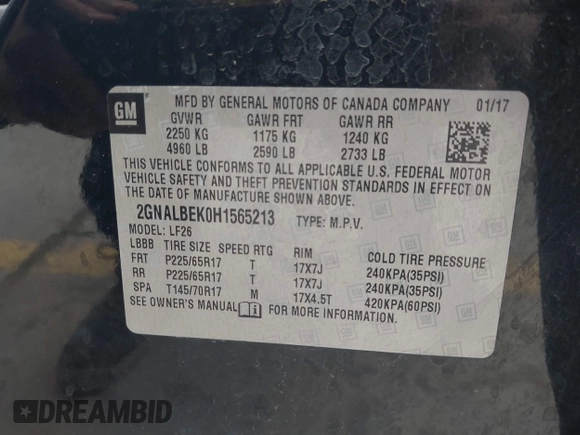 GM
MFD BY GENERAL MOTORS OF CANADA COMPANY 01/17
GVWR GAWR FRT GAWR RR
2250 KG 1175 KG 1240 KG
4960 LB 2590 LB 2733 LB
THIS VEHICLE CONFORMS TO ALL APPLICABLE U.S. FEDERAL MOTOR
VEHICLE SAFETY AND THEFT PREVENTION STANDARDS IN EFFECT ON
THE DATE OF MANUFACTURE SHOWN ABOVE.
2GNALBEK0H1565213 TYPE: M.P.V.
MODEL: LF26
LBBB TIRE SIZE SPEED RTG RIM COLD TIRE PRESSURE
FRT P225/65R17 T 17X7J 240KPA(35PSI)
RR P225/65R17 T 17X7J 240KPA(35PSI)
SPA T145/70R17 M 17X4.5T 420KPA(60PSI)
SEE OWNER'S MANUAL FOR MORE INFORMATION.
DREAMBID